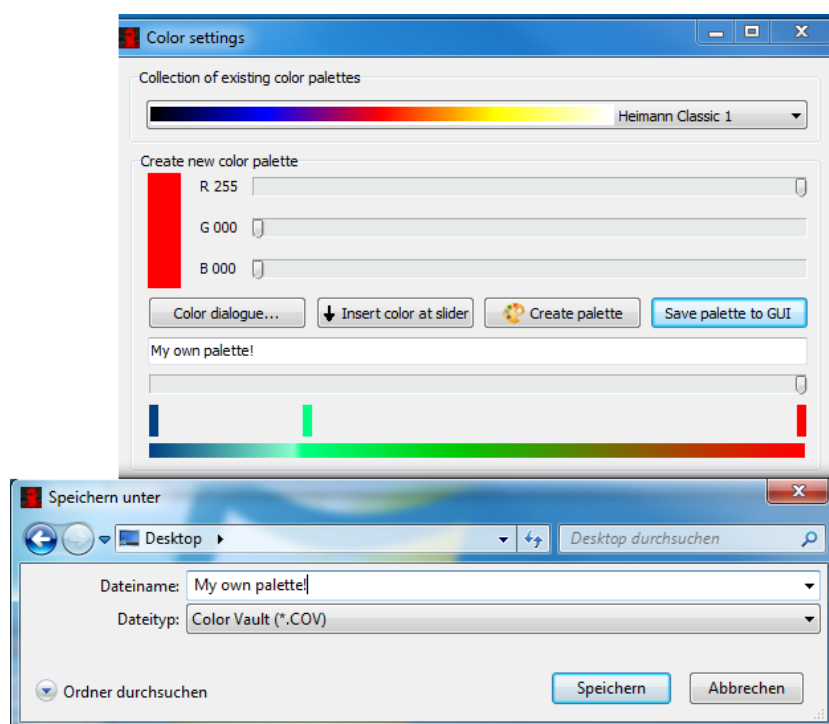 Color settings
Collection of existing color palettes
Heimann Classic 1
Create new color palette
R 255
G 000
B 000
Color dialogue...
Insert color at slider
Create palette
Save palette to GUI
My own palette!
Speichern unter
Desktop
Desktop durchsuchen
Dateiname: My own palette!
Dateityp: Color Vault (*.COV)
Ordner durchsuchen
Speichern
Abbrechen